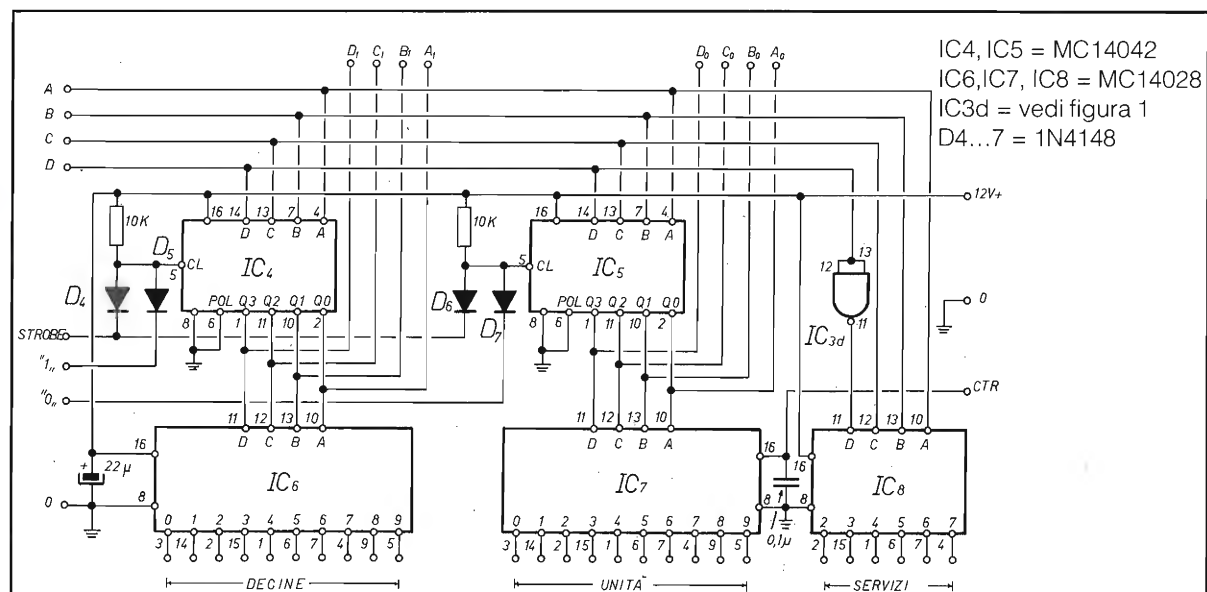 D1 C1 B1 A1
D0 C0 B0 A0
IC4, IC5 = MC14042
IC6,IC7, IC8 = MC14028
IC3d = vedi figura 1
D4...7 = 1N4148
A
B
C
D
12V+
10K
16 14 13 7 4
D C B A
D5
5 CL
IC4
D4
POL Q3 Q2 Q1 Q0
8 6 1 11 10 2
10K
16 14 13 7 4
D C B A
5 CL
IC5
D6
D7
POL Q3 Q2 Q1 Q0
8 6 1 11 10 2
12 13
11
IC3d
0
STROBE
"1"
"0"
CTR
11 12 13 10
D C B A
16
+ 22µ
0
8
IC6
0 1 2 3 4 5 6 7 8 9
3 14 2 15 1 6 7 4 9 5
DECINE
11 12 13 10
D C B A
16
IC7
8
0,1µ
0 1 2 3 4 5 6 7 8 9
3 14 2 15 1 6 7 4 9 5
UNITÀ
11 12 13 10
D C B A
16
IC8
8
2 3 4 5 6 7
2 15 1 6 7 4
SERVIZI